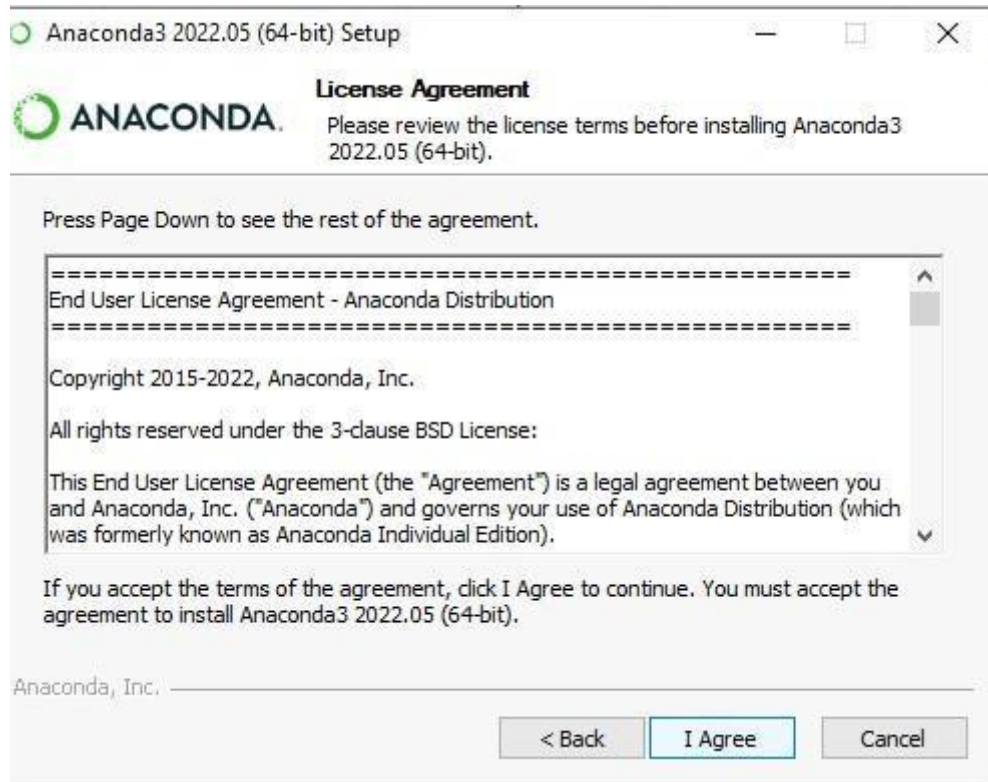 Anaconda3 2022.05 (64-bit) Setup
ANACONDA.
License Agreement
Please review the license terms before installing Anaconda3
2022.05 (64-bit).
Press Page Down to see the rest of the agreement.
==================================================
End User License Agreement - Anaconda Distribution
==================================================
Copyright 2015-2022, Anaconda, Inc.
All rights reserved under the 3-clause BSD License:
This End User License Agreement (the "Agreement") is a legal agreement between you
and Anaconda, Inc. ("Anaconda") and governs your use of Anaconda Distribution (which
was formerly known as Anaconda Individual Edition).
If you accept the terms of the agreement, click I Agree to continue. You must accept the
agreement to install Anaconda3 2022.05 (64-bit).
Anaconda, Inc.
< Back I Agree Cancel